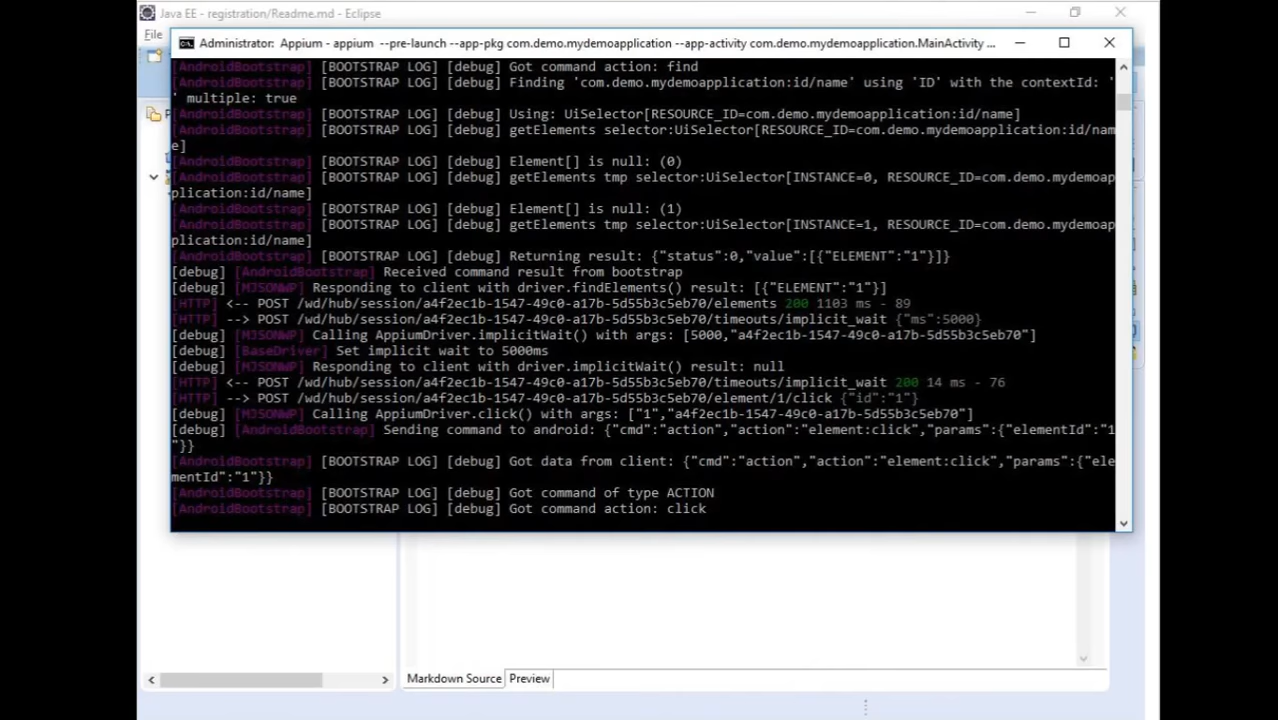 Java EE - registration/Readme.md - Eclipse
File
Administrator: Appium - appium --pre-launch --app-pkg com.demo.mydemoapplication --app-activity com.demo.mydemoapplication.MainActivity ...
[AndroidBootstrap] [BOOTSTRAP LOG] [debug] Got command action: find
[AndroidBootstrap] [BOOTSTRAP LOG] [debug] Finding 'com.demo.mydemoapplication:id/name' using 'ID' with the contextId: '
' multiple: true
[AndroidBootstrap] [BOOTSTRAP LOG] [debug] Using: UiSelector[RESOURCE_ID=com.demo.mydemoapplication:id/name]
[AndroidBootstrap] [BOOTSTRAP LOG] [debug] getElements selector:UiSelector[RESOURCE_ID=com.demo.mydemoapplication:id/nam
e]
[AndroidBootstrap] [BOOTSTRAP LOG] [debug] Element[] is null: (0)
[AndroidBootstrap] [BOOTSTRAP LOG] [debug] getElements tmp selector:UiSelector[INSTANCE=0, RESOURCE_ID=com.demo.mydemoap
plication:id/name]
[AndroidBootstrap] [BOOTSTRAP LOG] [debug] Element[] is null: (1)
[AndroidBootstrap] [BOOTSTRAP LOG] [debug] getElements tmp selector:UiSelector[INSTANCE=1, RESOURCE_ID=com.demo.mydemoap
plication:id/name]
[AndroidBootstrap] [BOOTSTRAP LOG] [debug] Returning result: {"status":0,"value":[{"ELEMENT":"1"}]}
[debug] [AndroidBootstrap] Received command result from bootstrap
[debug] [MJSONWP] Responding to client with driver.findElements() result: [{"ELEMENT":"1"}]
[HTTP] <-- POST /wd/hub/session/a4f2ec1b-1547-49c0-a17b-5d55b3c5eb70/elements 200 1103 ms - 89
[HTTP] --> POST /wd/hub/session/a4f2ec1b-1547-49c0-a17b-5d55b3c5eb70/timeouts/implicit_wait {"ms":5000}
[debug] [MJSONWP] Calling AppiumDriver.implicitWait() with args: [5000,"a4f2ec1b-1547-49c0-a17b-5d55b3c5eb70"]
[debug] [BaseDriver] Set implicit wait to 5000ms
[debug] [MJSONWP] Responding to client with driver.implicitWait() result: null
[HTTP] <-- POST /wd/hub/session/a4f2ec1b-1547-49c0-a17b-5d55b3c5eb70/timeouts/implicit_wait 200 14 ms - 76
[HTTP] --> POST /wd/hub/session/a4f2ec1b-1547-49c0-a17b-5d55b3c5eb70/element/1/click {"id":"1"}
[debug] [MJSONWP] Calling AppiumDriver.click() with args: ["1","a4f2ec1b-1547-49c0-a17b-5d55b3c5eb70"]
[debug] [AndroidBootstrap] Sending command to android: {"cmd":"action","action":"element:click","params":{"elementId":"1
"}}
[AndroidBootstrap] [BOOTSTRAP LOG] [debug] Got data from client: {"cmd":"action","action":"element:click","params":{"ele
mentId":"1"}}
[AndroidBootstrap] [BOOTSTRAP LOG] [debug] Got command of type ACTION
[AndroidBootstrap] [BOOTSTRAP LOG] [debug] Got command action: click
Markdown Source Preview